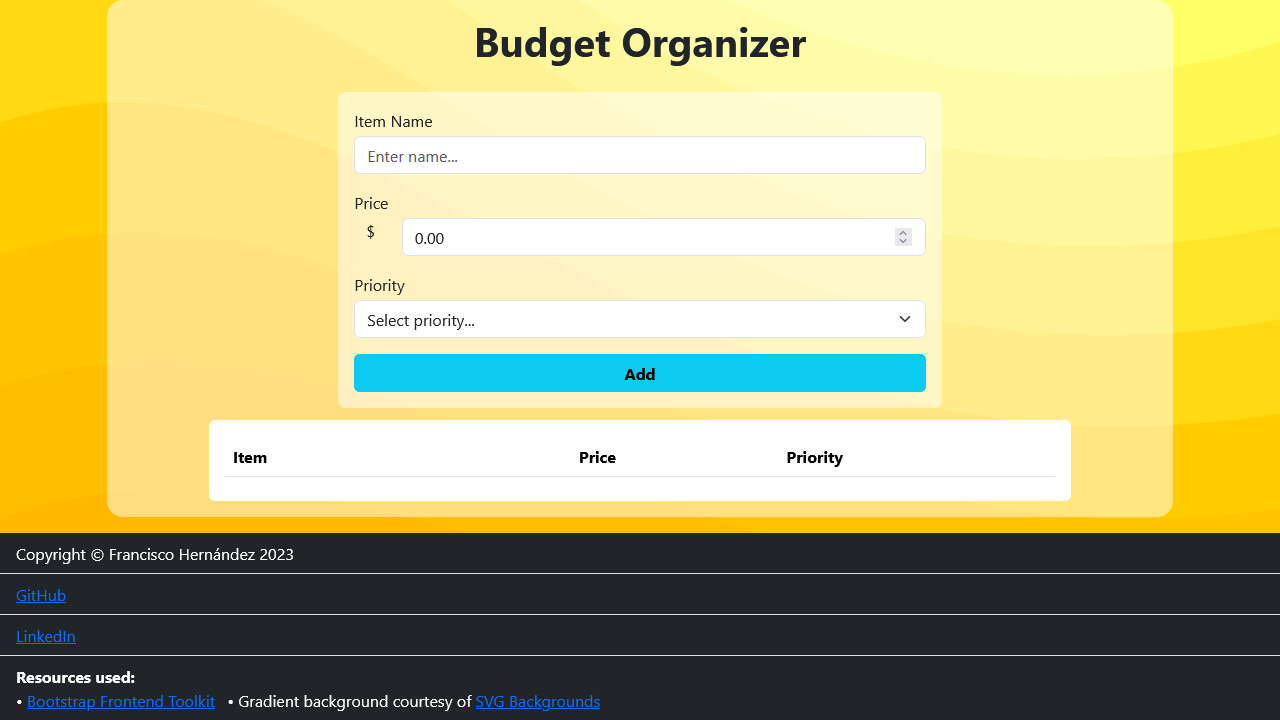 Budget Organizer
Item Name
Enter name...
Price
$ 0.00
Priority
Select priority...
Add
Item Price Priority
Copyright © Francisco Hernández 2023
GitHub
LinkedIn
Resources used:
• Bootstrap Frontend Toolkit • Gradient background courtesy of SVG Backgrounds